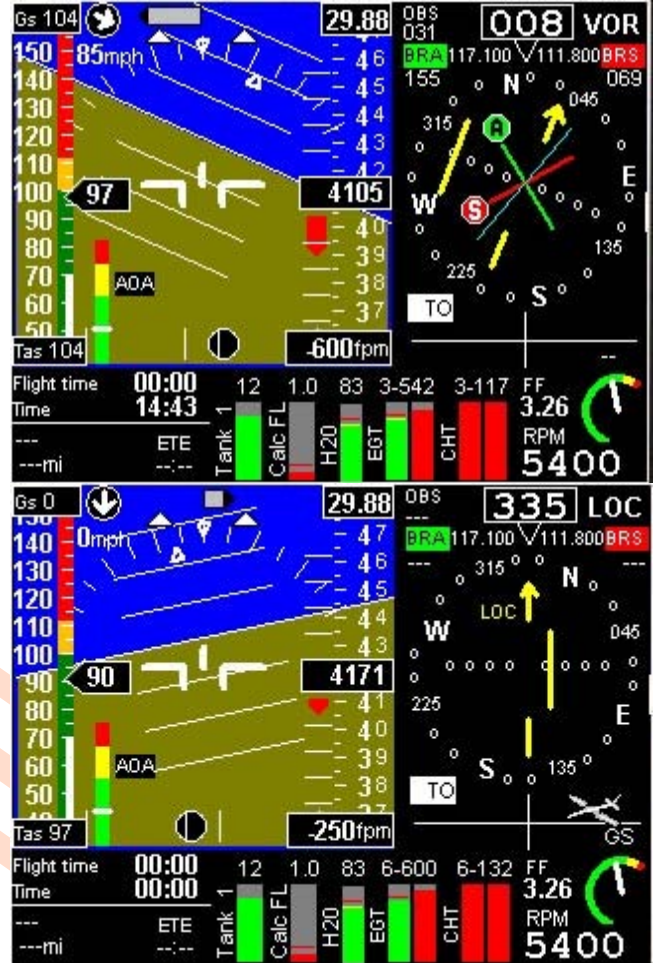 Gs 104 29.88 OBS 008 VOR
031
BRA 117.100 111.800 BRS
155 069
150 85mph 46
140 45
130 44
120 43
110
100 97 4105
90 40
80 39
70 AOA 38
60 37
50
N 045 E 135 S 225 W 315
A
S
TO
Tas 104 -600fpm
--
Flight time 00:00 12 1.0 83 3-542 3-117 FF
Time 14:43 3.26
--- ETE RPM
---mi --:-- 5400
Tank 1 Calc FL H20 EGT CHT
Gs 0 29.88 OBS 335 LOC
---
BRA 117.100 111.800 BRS
--- ---
140 0mph 47
130 46
120 45
110 44
100 43
90 90 4171
80 41
70 40
60 AOA 39
50 38
315 N 045 E 135 S 225 W
LOC
TO
GS
Tas 97 -250fpm
Flight time 00:00 12 1.0 83 6-600 6-132 FF
Time 00:00 3.26
--- ETE RPM
---mi --:-- 5400
Tank 1 Calc FL H20 EGT CHT